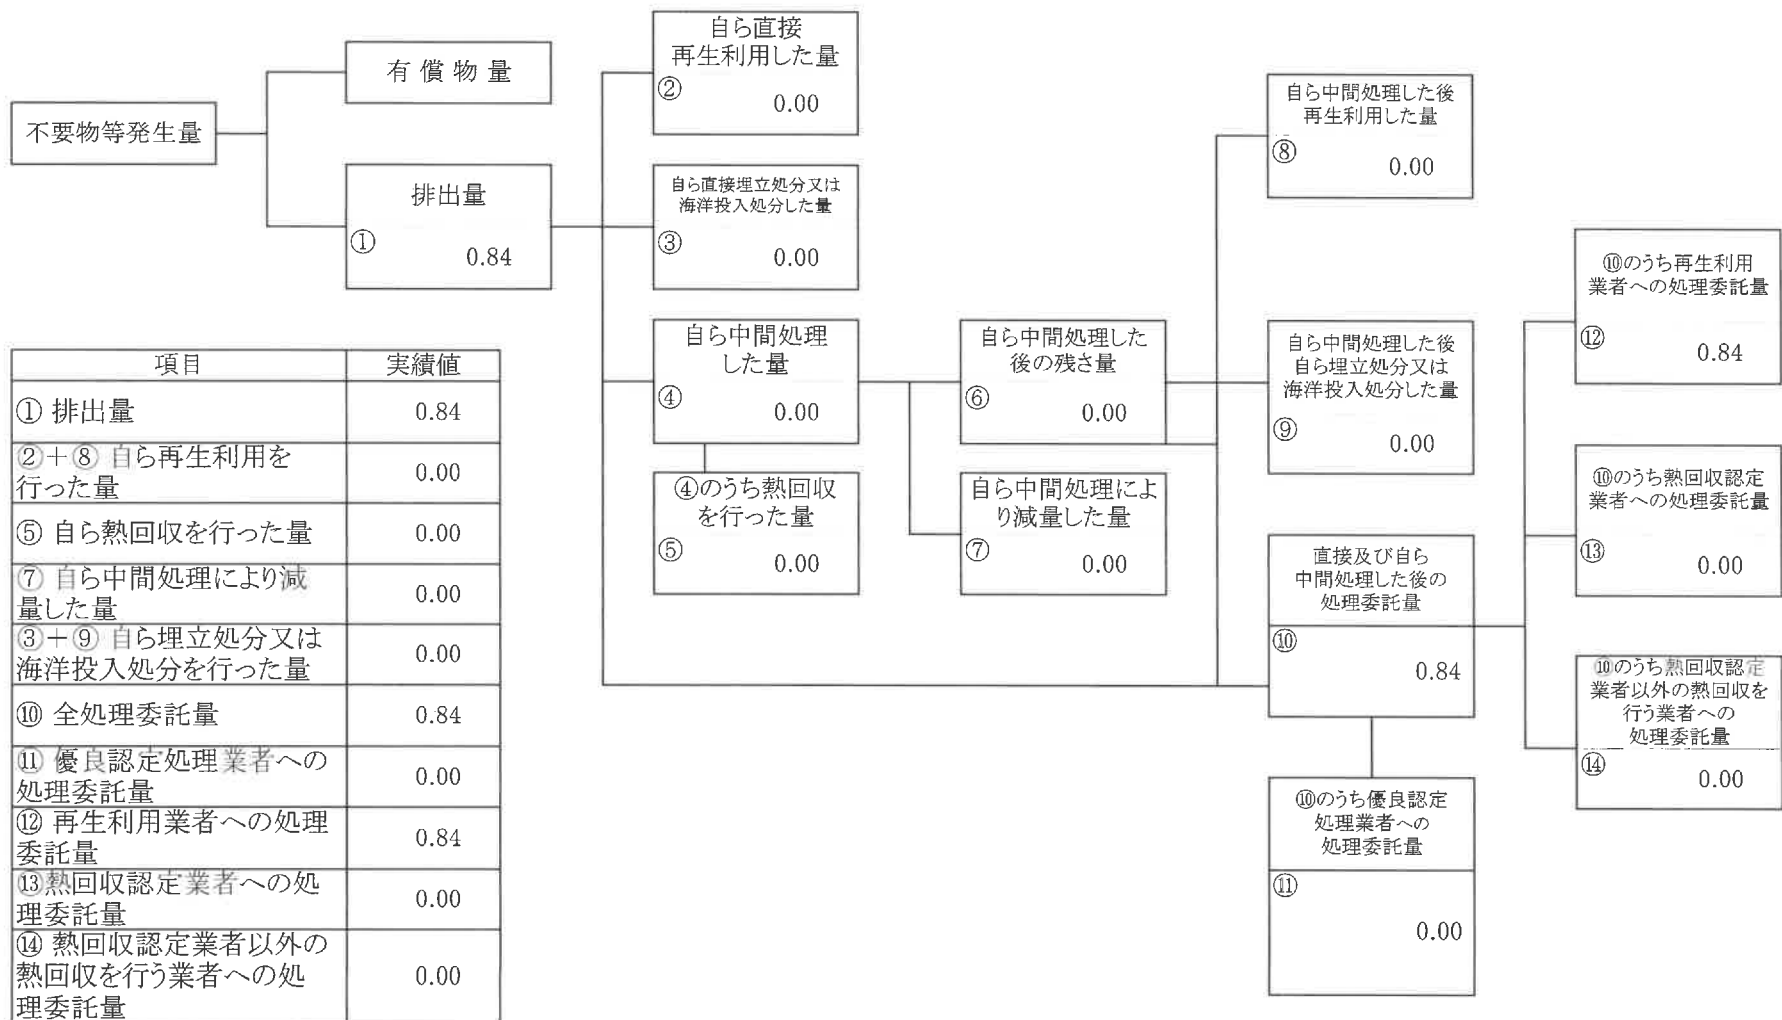 不要物等発生量
有償物量
排出量
①
0.84
自ら直接
再生利用した量
②
0.00
自ら直接埋立処分又は
海洋投入処分した量
③
0.00
自ら中間処理
した量
④
0.00
④のうち熱回収
を行った量
⑤
0.00
自ら中間処理した
後の残さ量
⑥
0.00
自ら中間処理によ
り減量した量
⑦
0.00
自ら中間処理した後
再生利用した量
⑧
0.00
自ら中間処理した後
自ら埋立処分又は
海洋投入処分した量
⑨
0.00
直接及び自ら
中間処理した後の
処理委託量
⑩
0.84
⑩のうち優良認定
処理業者への
処理委託量
⑪
0.00
⑩のうち再生利用
業者への処理委託量
⑫
0.84
⑩のうち熱回収認定
業者への処理委託量
⑬
0.00
⑩のうち熱回収認定
業者以外の熱回収を
行う業者への
処理委託量
⑭
0.00
項目 実績値
① 排出量 0.84
②＋⑧ 自ら再生利用を
行った量 0.00
⑤ 自ら熱回収を行った量 0.00
⑦ 自ら中間処理により減
量した量 0.00
③＋⑨ 自ら埋立処分又は
海洋投入処分を行った量 0.00
⑩ 全処理委託量 0.84
⑪ 優良認定処理業者への
処理委託量 0.00
⑫ 再生利用業者への処理
委託量 0.84
⑬熱回収認定業者への処
理委託量 0.00
⑭ 熱回収認定業者以外の
熱回収を行う業者への処
理委託量 0.00